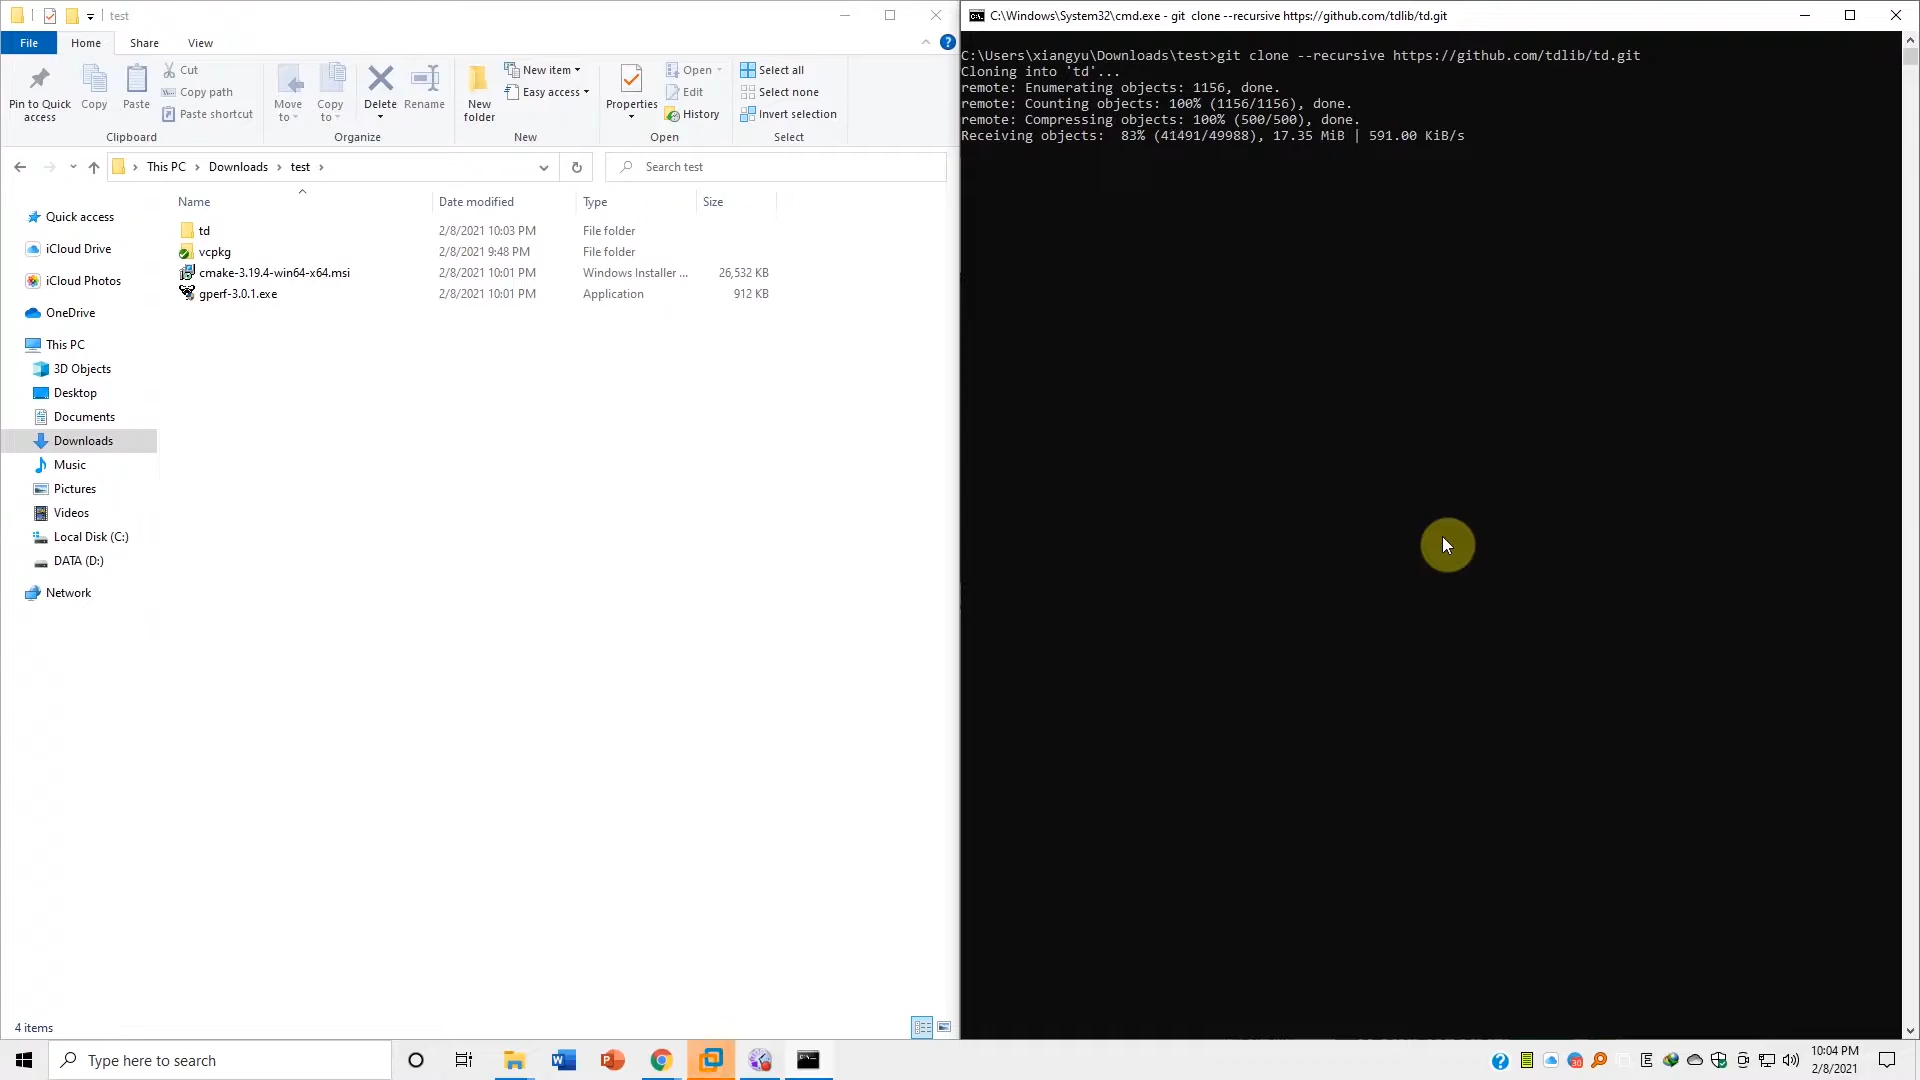 test
File
Home
Share
View
Pin to Quick access
Copy
Paste
Cut
Copy path
Paste shortcut
Clipboard
Move to
Copy to
Delete
Rename
Organize
New folder
New item
Easy access
New
Properties
Open
Edit
History
Open
Select all
Select none
Invert selection
Select
This PC
Downloads
test
Search test
Quick access
iCloud Drive
iCloud Photos
OneDrive
This PC
3D Objects
Desktop
Documents
Downloads
Music
Pictures
Videos
Local Disk (C:)
DATA (D:)
Network
Name Date modified Type Size
td 2/8/2021 10:03 PM File folder
vcpkg 2/8/2021 9:48 PM File folder
cmake-3.19.4-win64-x64.msi 2/8/2021 10:01 PM Windows Installer ... 26,532 KB
gperf-3.0.1.exe 2/8/2021 10:01 PM Application 912 KB
4 items
C:\Windows\System32\cmd.exe - git  clone --recursive https://github.com/tdlib/td.git
C:\Users\xiangyu\Downloads\test>git clone --recursive https://github.com/tdlib/td.git
Cloning into 'td'...
remote: Enumerating objects: 1156, done.
remote: Counting objects: 100% (1156/1156), done.
remote: Compressing objects: 100% (500/500), done.
Receiving objects:  83% (41491/49988), 17.35 MiB | 591.00 KiB/s
Type here to search
10:04 PM
2/8/2021